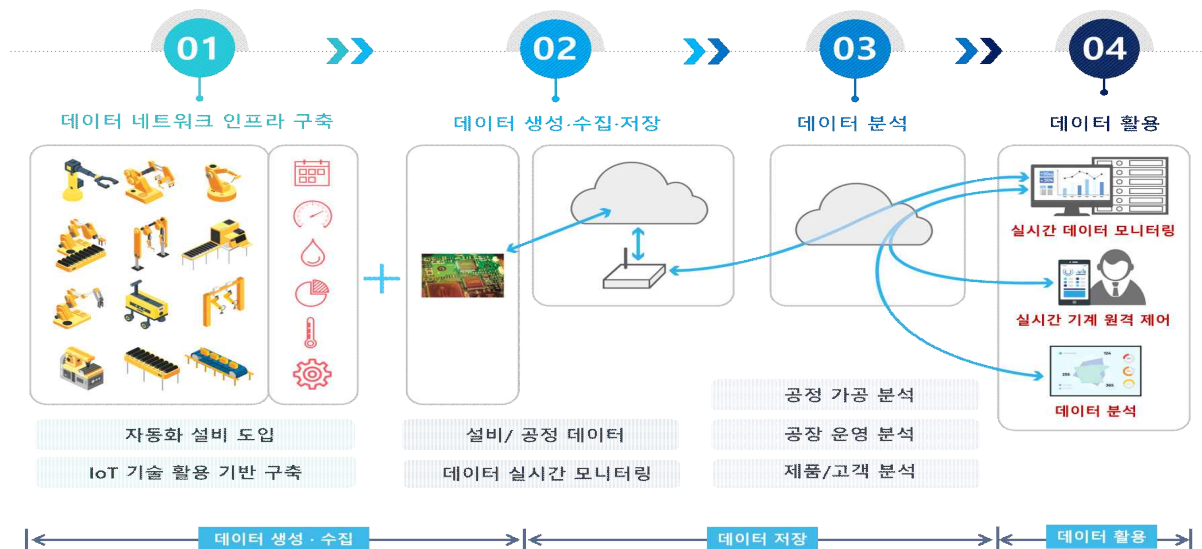 01
02
03
04
데이터 네트워크 인프라 구축
데이터 생성·수집·저장
데이터 분석
데이터 활용
실시간 데이터 모니터링
실시간 기계 원격 제어
데이터 분석
자동화 설비 도입
IoT 기술 활용 기반 구축
설비/ 공정 데이터
데이터 실시간 모니터링
공정 가공 분석
공장 운영 분석
제품/고객 분석
데이터 생성 · 수집
데이터 저장
데이터 활용